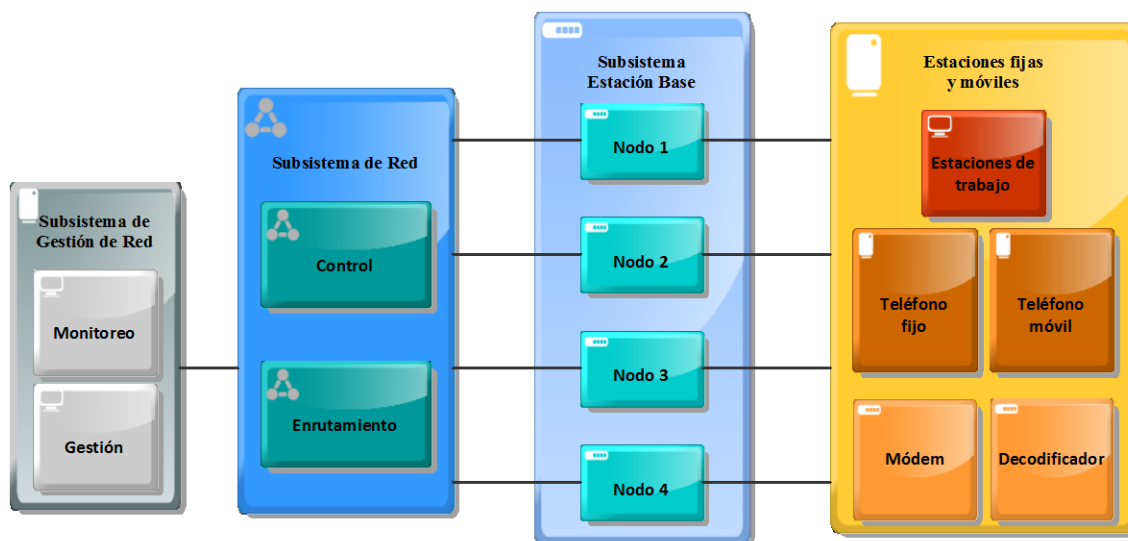 Subsistema de
Gestión de Red
Monitoreo
Gestión
Subsistema de Red
Control
Enrutamiento
Subsistema
Estación Base
Nodo 1
Nodo 2
Nodo 3
Nodo 4
Estaciones fijas
y móviles
Estaciones de
trabajo
Teléfono
fijo
Teléfono
móvil
Módem
Decodificador